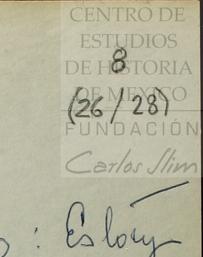 CENTRO DE
ESTUDIOS
8
DE HISTORIA
DE MEXICO
(26/28)
FUNDACIÓN
Carlos Slim